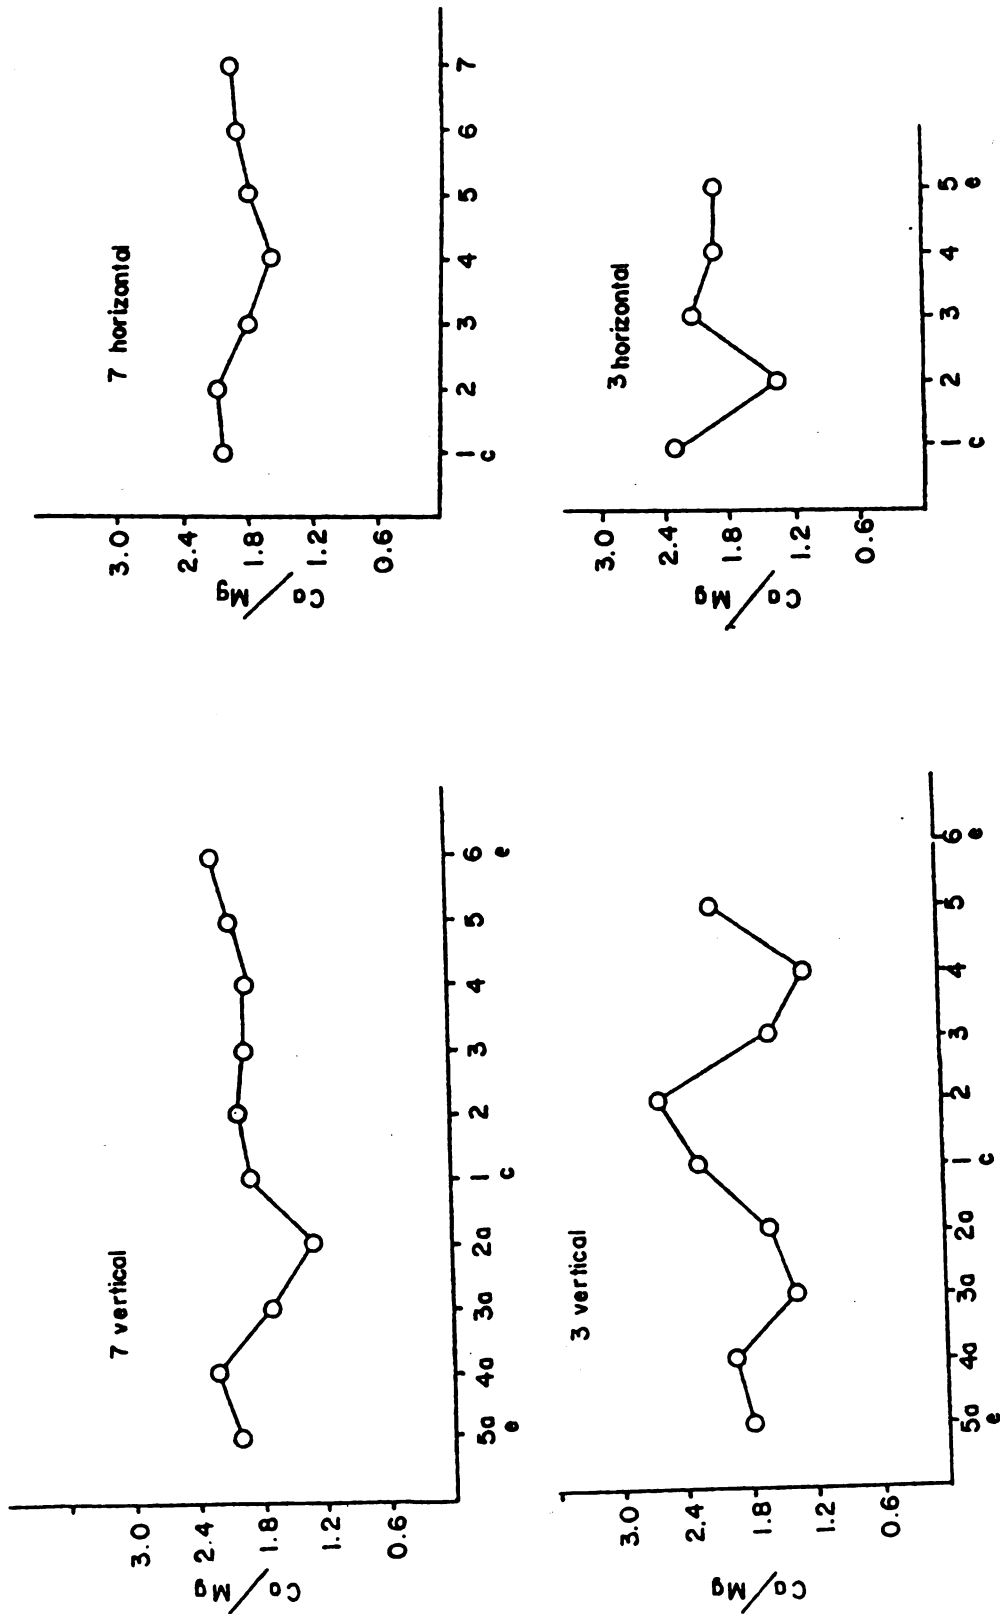 7 vertical
3.0
2.4
1.8
1.2
0.6
Ca/Mg
5a 4a 3a 2a 1 2 3 4 5 6
e c e
7 horizontal
3.0
2.4
1.8
1.2
0.6
Ca/Mg
1 2 3 4 5 6 7
c
3 vertical
3.0
2.4
1.8
1.2
0.6
Ca/Mg
5a 4a 3a 2a 1 2 3 4 5 6
e c e
3 horizontal
3.0
2.4
1.8
1.2
0.6
Ca/Mg
1 2 3 4 5
c e